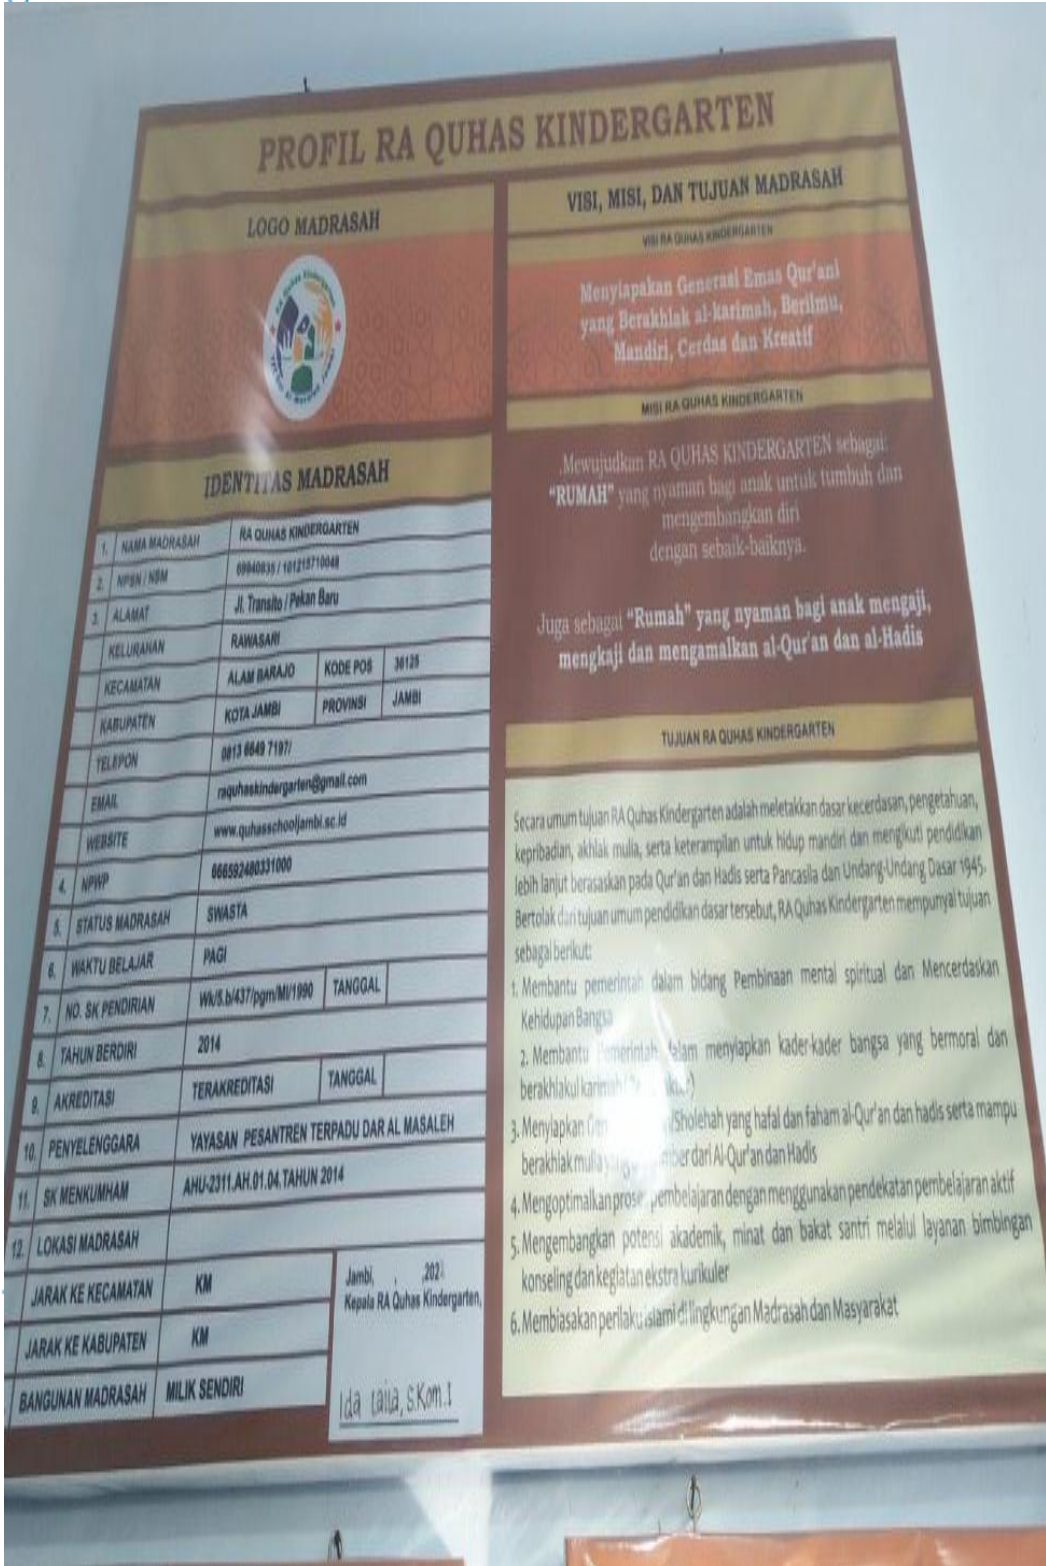 PROFIL RA QUHAS KINDERGARTEN
LOGO MADRASAH
RA Quhas Kindergarten
IDENTITAS MADRASAH
1. NAMA MADRASAH RA QUHAS KINDERGARTEN
2. NPSN / NSM 69940835 / 101215710048
3. ALAMAT Jl. Transito / Pekan Baru
KELURAHAN RAWASARI
KECAMATAN ALAM BARAJO KODE POS 36125
KABUPATEN KOTA JAMBI PROVINSI JAMBI
TELEPON 0813 6649 7197/
EMAIL raquhaskindergarten@gmail.com
WEBSITE www.quhasschooljambi.sc.id
4. NPWP 666592480331000
5. STATUS MADRASAH SWASTA
6. WAKTU BELAJAR PAGI
7. NO. SK PENDIRIAN Wk/5.b/437/pgm/MI/1990 TANGGAL
8. TAHUN BERDIRI 2014
9. AKREDITASI TERAKREDITASI TANGGAL
10. PENYELENGGARA YAYASAN PESANTREN TERPADU DAR AL MASALEH
11. SK MENKUMHAM AHU-2311.AH.01.04.TAHUN 2014
12. LOKASI MADRASAH
JARAK KE KECAMATAN KM
JARAK KE KABUPATEN KM
BANGUNAN MADRASAH MILIK SENDIRI
Jambi, , 202
Kepala RA Quhas Kindergarten,
Ida Laila, S.Kom.I
VISI, MISI, DAN TUJUAN MADRASAH
VISI RA QUHAS KINDERGARTEN
Menyiapakan Generasi Emas Qur'ani
yang Berakhlak al-karimah, Berilmu,
Mandiri, Cerdas dan Kreatif
MISI RA QUHAS KINDERGARTEN
.Mewujudkan RA QUHAS KINDERGARTEN sebagai:
"RUMAH" yang nyaman bagi anak untuk tumbuh dan
mengembangkan diri
dengan sebaik-baiknya.
Juga sebagai "Rumah" yang nyaman bagi anak mengaji,
mengkaji dan mengamalkan al-Qur'an dan al-Hadis
TUJUAN RA QUHAS KINDERGARTEN
Secara umum tujuan RA Quhas Kindergarten adalah meletakkan dasar kecerdasan, pengetahuan,
kepribadian, akhlak mulia, serta keterampilan untuk hidup mandiri dan mengikuti pendidikan
lebih lanjut berasaskan pada Qur'an dan Hadis serta Pancasila dan Undang-Undang Dasar 1945.
Bertolak dari tujuan umum pendidikan dasar tersebut, RA Quhas Kindergarten mempunyai tujuan
sebagai berikut:
1. Membantu pemerintah dalam bidang Pembinaan mental spiritual dan Mencerdaskan
Kehidupan Bangsa
2. Membantu Pemerintah dalam menyiapkan kader-kader bangsa yang bermoral dan
berakhlakul karimah
3. Menyiapkan /Sholehah yang hafal dan faham al-Qur'an dan hadis serta mampu
berakhlak mulia dari Al-Qur'an dan Hadis
4. Mengoptimalkan proses pembelajaran dengan menggunakan pendekatan pembelajaran aktif
5. Mengembangkan potensi akademik, minat dan bakat santri melalui layanan bimbingan
konseling dan kegiatan ekstra kurikuler
6. Membiasakan perilaku islami di lingkungan Madrasah dan Masyarakat